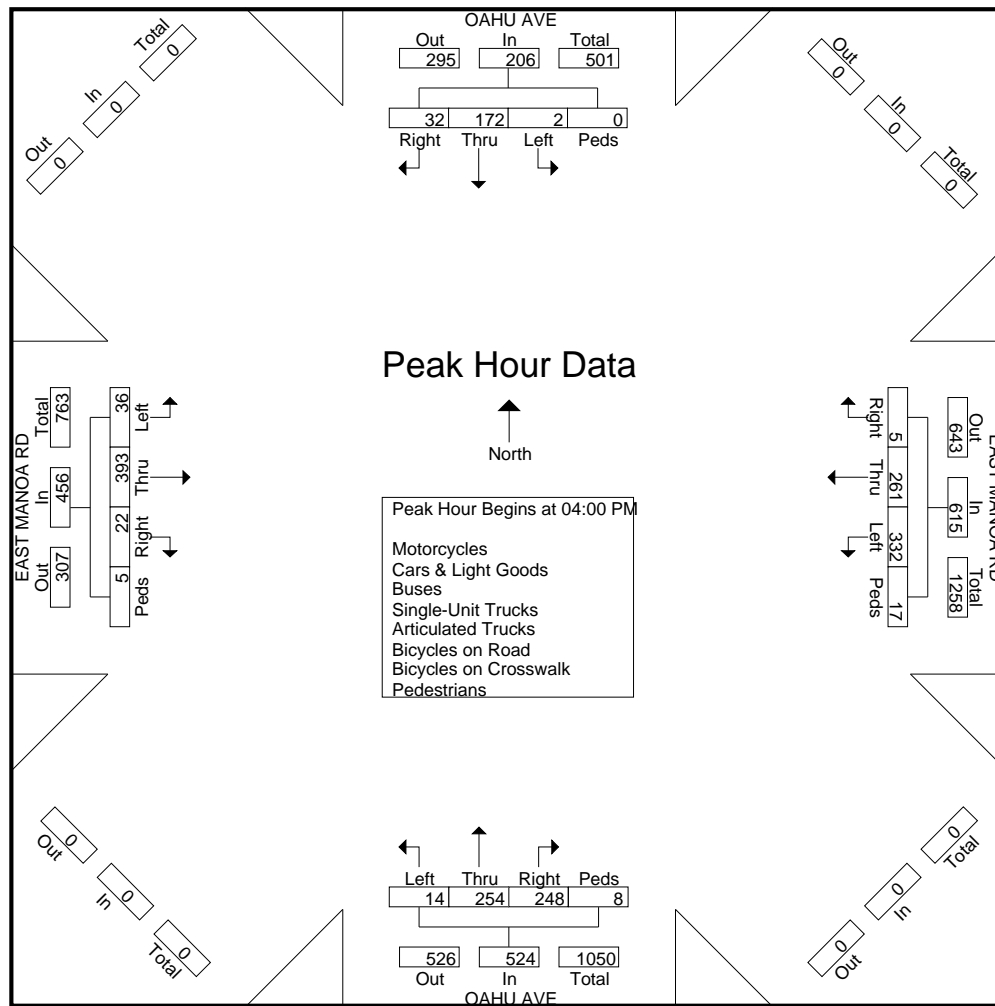 OAHU AVE
Out In Total
295 206 501
32 172 2 0
Right Thru Left Peds
Total
0
In
0
Out
0
Out
0
In
0
Total
0
Peak Hour Data
North
Peak Hour Begins at 04:00 PM
Motorcycles
Cars & Light Goods
Buses
Single-Unit Trucks
Articulated Trucks
Bicycles on Road
Bicycles on Crosswalk
Pedestrians
EAST MANOA RD
Out In Total
307 456 763
5 22 393 36
Peds Right Thru Left
EAST MANOA RD
Out In Total
643 615 1258
5 261 332 17
Right Thru Left Peds
Left Thru Right Peds
14 254 248 8
526 524 1050
Out In Total
OAHU AVE
0
Out
0
In
0
Total
0
Total
0
In
0
Out